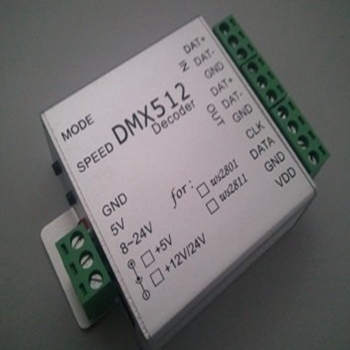 MODE
SPEED
DMX512
Decoder
GND
5V
8~24V
+5V
+12V/24V
for:
ws2801
ws2811
IN
DAT+
DAT-
GND
OUT
DAT+
DAT-
GND
CLK
DATA
GND
VDD